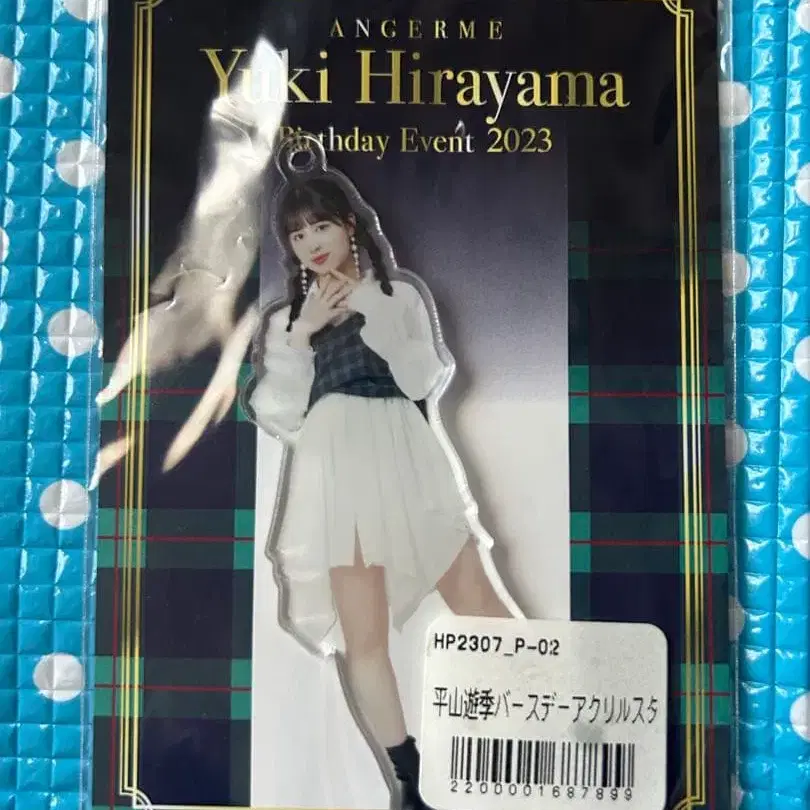 ANGERME
Yuki Hirayama
Birthday Event 2023
HP2307_P-02
平山遊季バースデーアクリルスタ
2200001687899